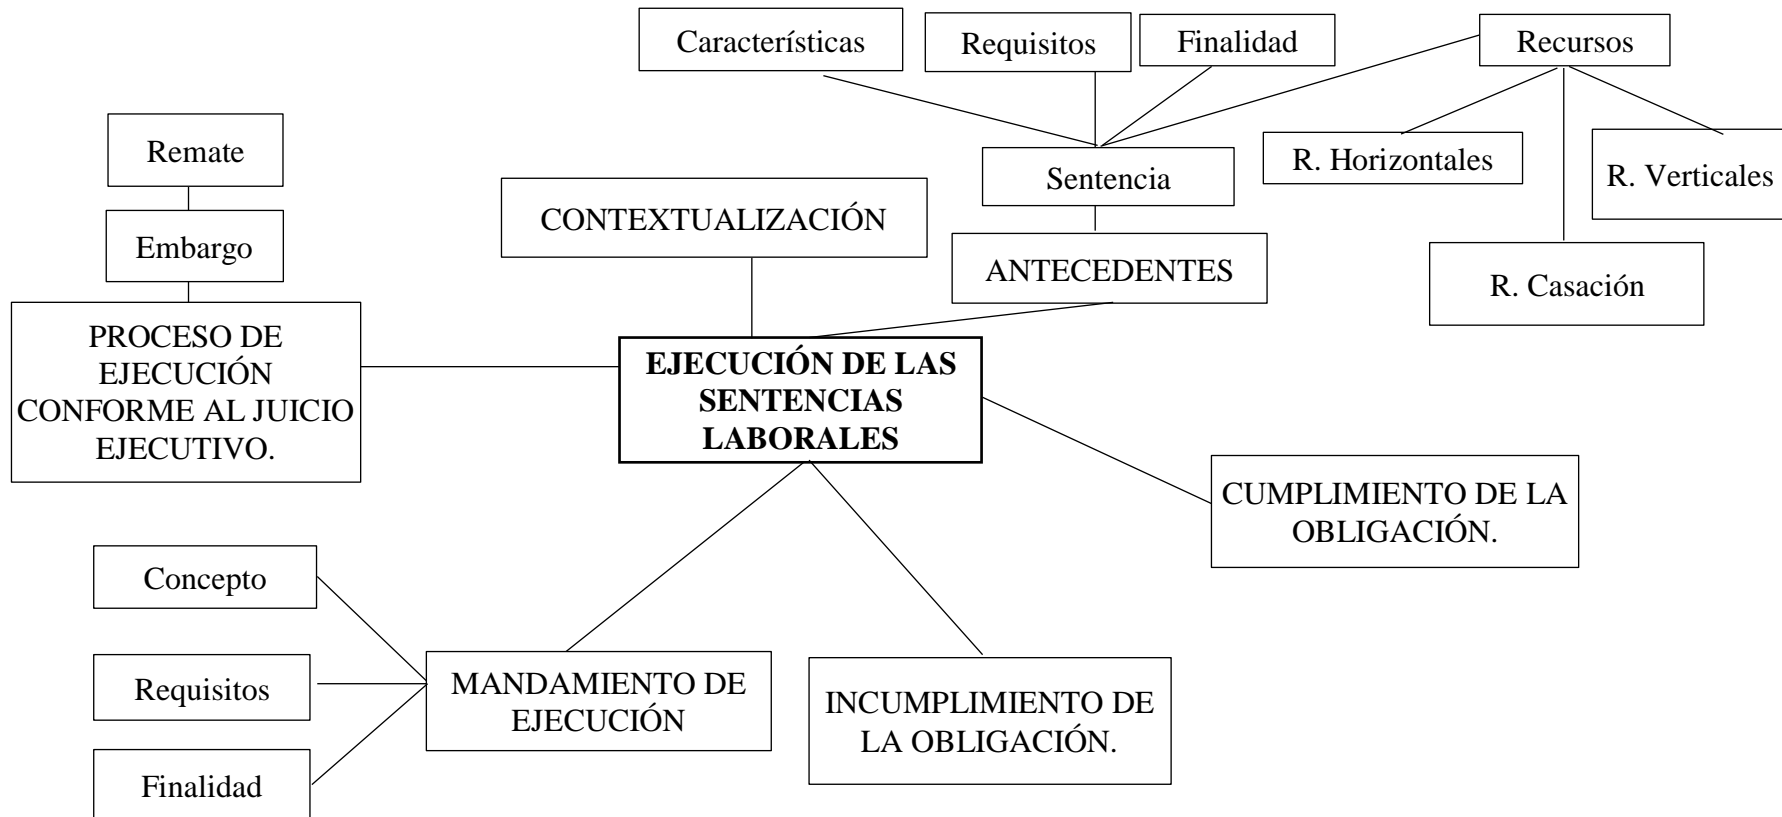 Características
Requisitos
Finalidad
Recursos
Remate
R. Horizontales
R. Verticales
Sentencia
CONTEXTUALIZACIÓN
Embargo
ANTECEDENTES
R. Casación
PROCESO DE
EJECUCIÓN
CONFORME AL JUICIO
EJECUTIVO.
EJECUCIÓN DE LAS
SENTENCIAS
LABORALES
CUMPLIMIENTO DE LA
OBLIGACIÓN.
Concepto
Requisitos
Finalidad
MANDAMIENTO DE
EJECUCIÓN
INCUMPLIMIENTO DE
LA OBLIGACIÓN.